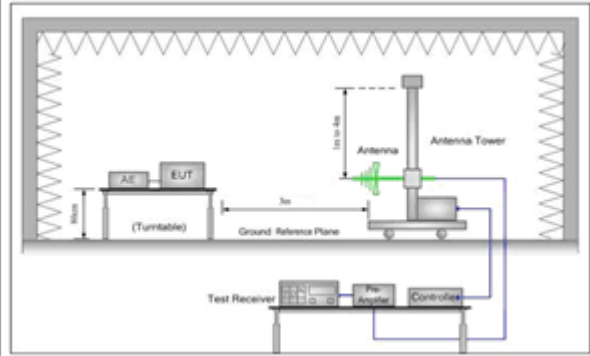 1m to 4m
Antenna
Antenna Tower
AE
EUT
80cm
(Turntable)
3m
Ground Reference Plane
Test Receiver
Pre-
Amplifier
Controller